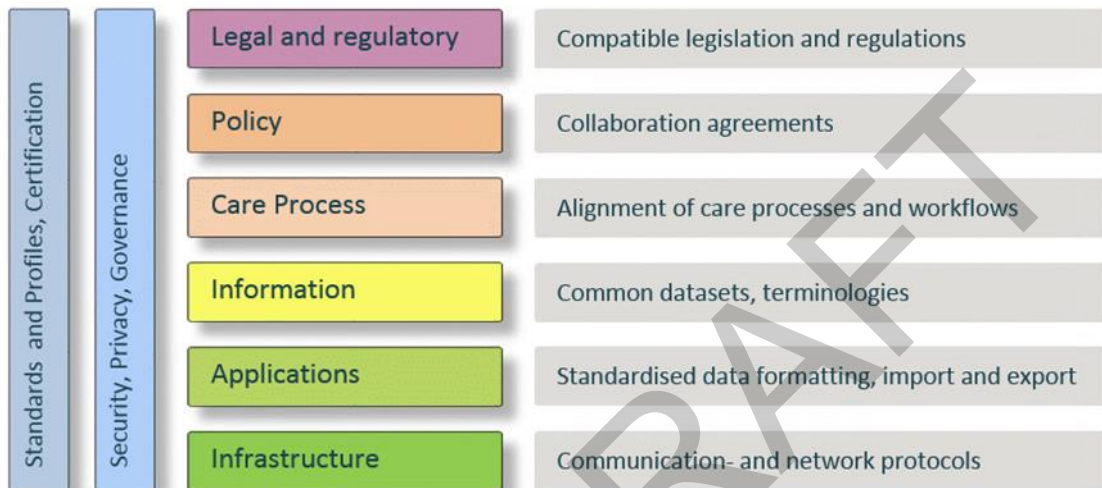 Standards and Profiles, Certification
Security, Privacy, Governance
Legal and regulatory
Compatible legislation and regulations
Policy
Collaboration agreements
Care Process
Alignment of care processes and workflows
Information
Common datasets, terminologies
Applications
Standardised data formatting, import and export
Infrastructure
Communication- and network protocols
RAFT